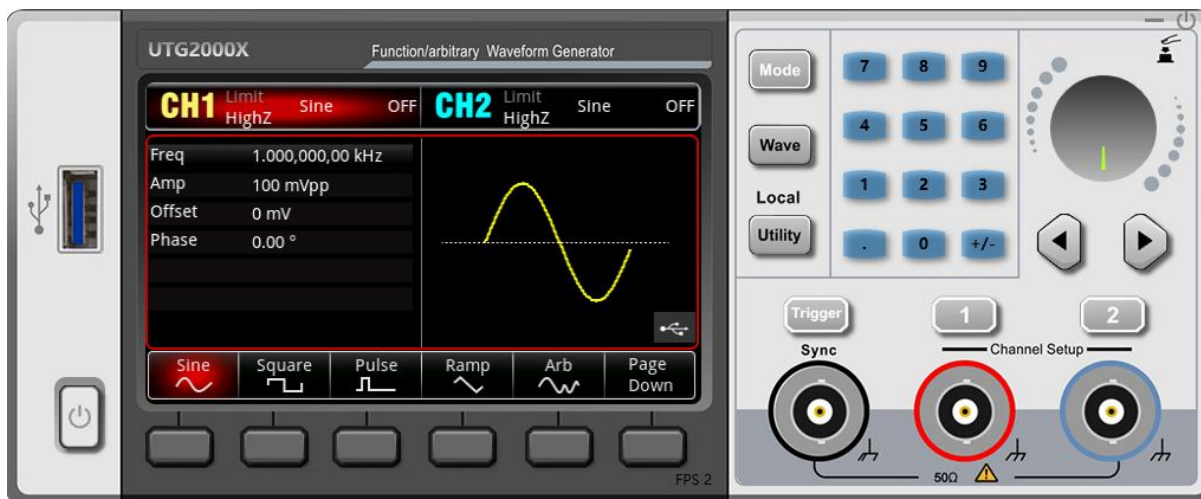 UTG2000X Function/arbitrary Waveform Generator
CH1 Limit HighZ Sine OFF CH2 Limit HighZ Sine OFF
Freq 1.000,000,00 kHz
Amp 100 mVpp
Offset 0 mV
Phase 0.00 °
Sine Square Pulse Ramp Arb Page Down
FPS 2
Mode 7 8 9
Wave 4 5 6
Local 1 2 3
Utility . 0 +/-
Trigger 1 2
Sync Channel Setup
50Ω